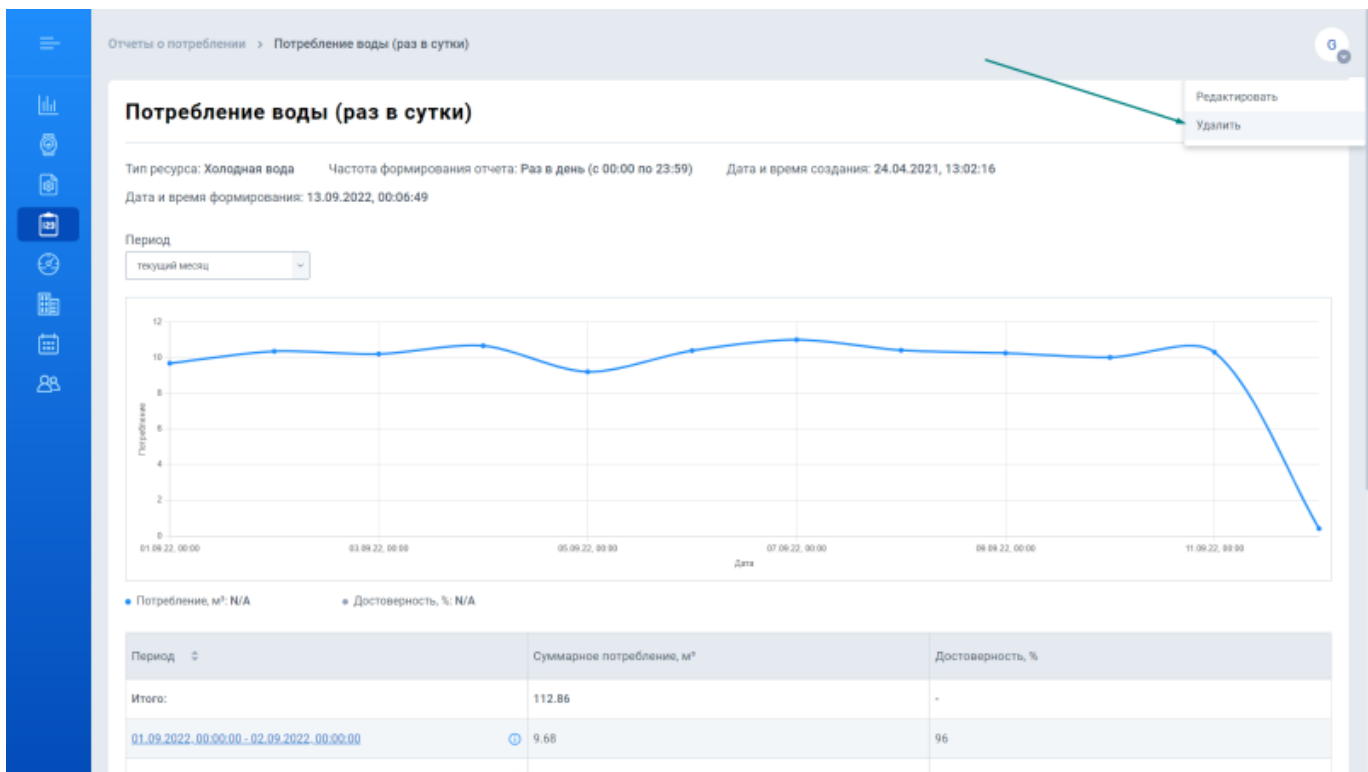 Отчеты о потреблении > Потребление воды (раз в сутки)
G
Редактировать
Удалить
Потребление воды (раз в сутки)
Тип ресурса: Холодная вода Частота формирования отчета: Раз в день (с 00:00 по 23:59) Дата и время создания: 24.04.2021, 13:02:16
Дата и время формирования: 13.09.2022, 00:06:49
Период
текущий месяц
12
10
8
6
4
2
0
Потребление
01.09.22, 00:00 03.09.22, 00:00 05.09.22, 00:00 07.09.22, 00:00 09.09.22, 00:00 11.09.22, 00:00
Дата
Потребление, м³: N/A Достоверность, %: N/A
Период Суммарное потребление, м³ Достоверность, %
Итого: 112.86 -
01.09.2022, 00:00:00 - 02.09.2022, 00:00:00 9.68 96